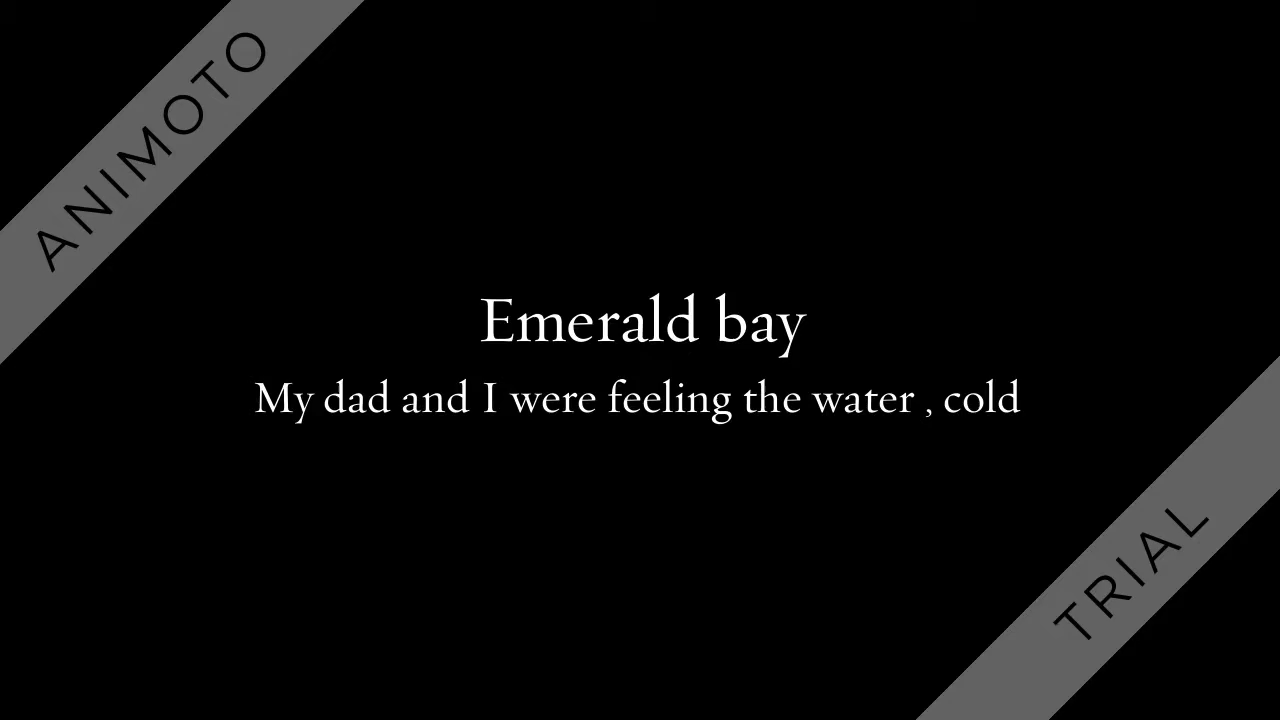 ANIMOTO
Emerald bay
My dad and I were feeling the water , cold
TRIAL